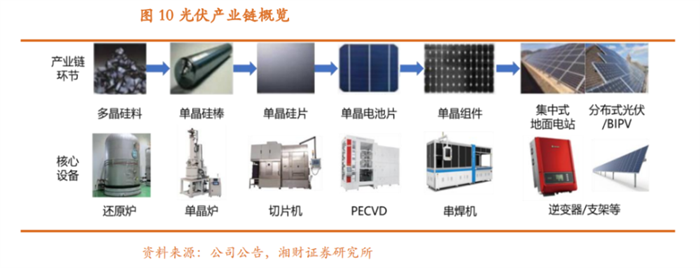 图 10 光伏产业链概览
产业链
环节
多晶硅料
单晶硅棒
单晶硅片
单晶电池片
单晶组件
集中式
地面电站
分布式光伏
/BIPV
核心
设备
还原炉
单晶炉
切片机
PECVD
串焊机
逆变器/支架等
资料来源：公司公告，湘财证券研究所